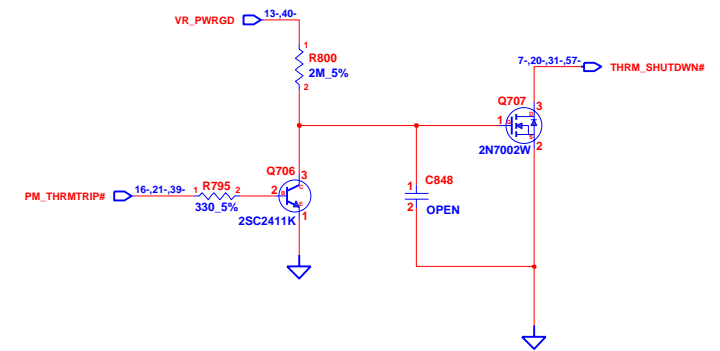 VR_PWRGD 13-,40-
1
R800
2M_5%
2
7-,20-,31-,57-
THRM_SHUTDWN#
Q707
3
D
1
G
S
2
2N7002W
Q706
3
C
2
B
E
1
2SC2411K
16-,21-,39-
PM_THRMTRIP#
1 R795 2
330_5%
C848
1
2
OPEN